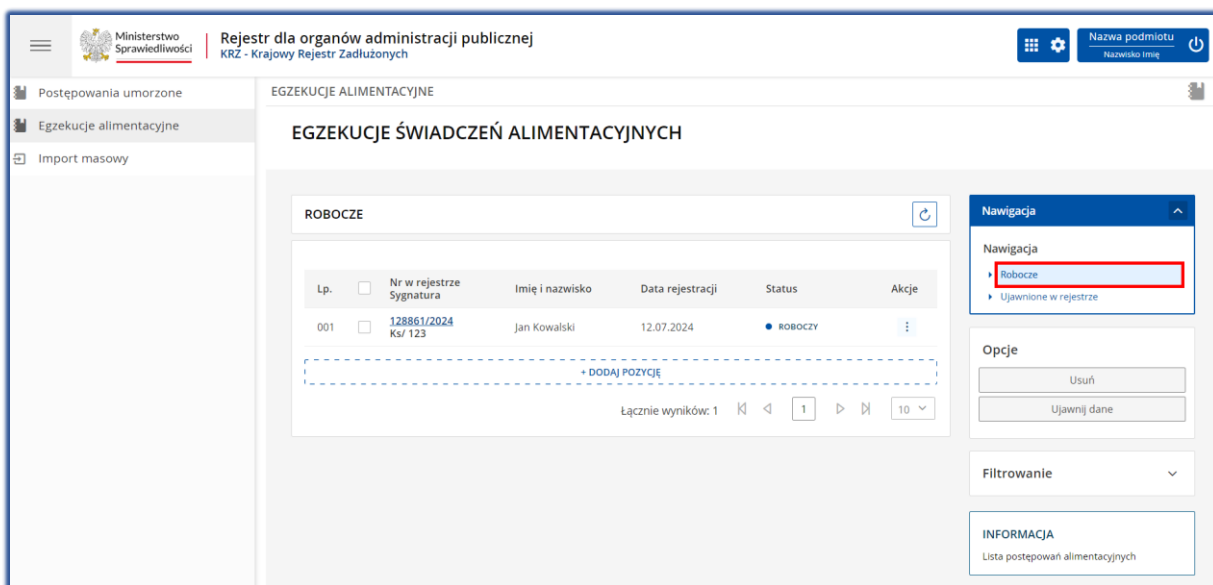 Ministerstwo
Sprawiedliwości
Rejestr dla organów administracji publicznej
KRZ - Krajowy Rejestr Zadłużonych
Nazwa podmiotu
Nazwisko Imię
Postępowania umorzone
Egzekucje alimentacyjne
Import masowy
EGZEKUCJE ALIMENTACYJNE
EGZEKUCJE ŚWIADCZEŃ ALIMENTACYJNYCH
ROBOCZE
Lp. Nr w rejestrze Imię i nazwisko Data rejestracji Status Akcje
Sygnatura
001 128861/2024 Jan Kowalski 12.07.2024 ROBOCZY
Ks/ 123
+ DODAJ POZYCJĘ
Łącznie wyników: 1 1 10
Nawigacja
Nawigacja
Robocze
Ujawnione w rejestrze
Opcje
Usuń
Ujawnij dane
Filtrowanie
INFORMACJA
Lista postępowań alimentacyjnych